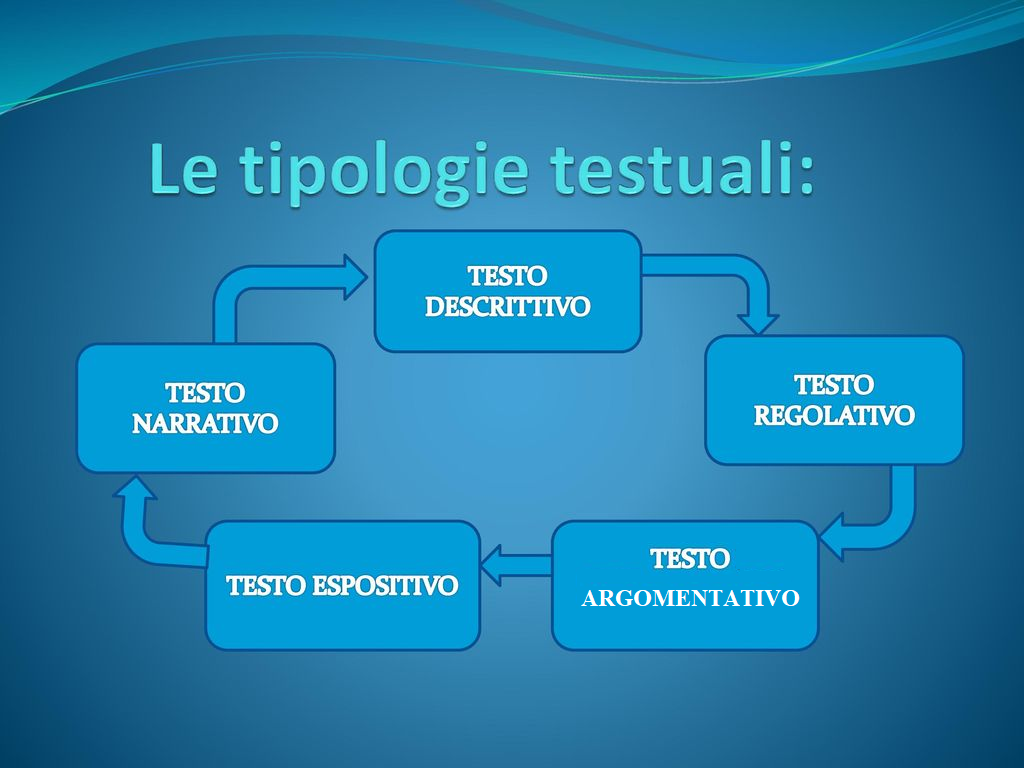 Le tipologie testuali:
TESTO
DESCRITTIVO
TESTO
REGOLATIVO
TESTO
ARGOMENTATIVO
TESTO ESPOSITIVO
TESTO
NARRATIVO